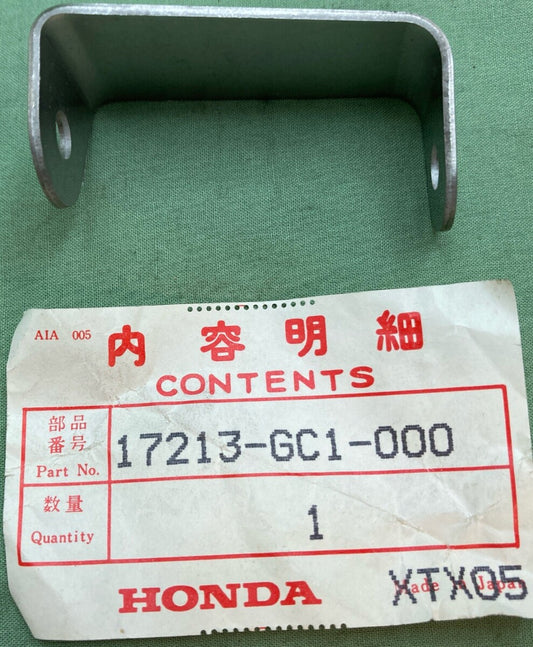 AIA 005
内容明細
CONTENTS
部品
番号
Part No.
17213-GC1-000
数量
Quantity
1
HONDA
Made in Japan
XTX05